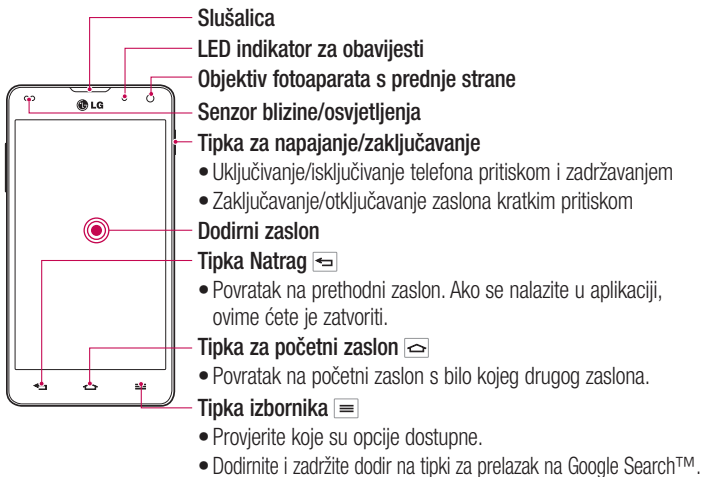 Slušalica
LED indikator za obavijesti
Objektiv fotoaparata s prednje strane
Senzor blizine/osvjetljenja
Tipka za napajanje/zaključavanje
• Uključivanje/isključivanje telefona pritiskom i zadržavanjem
• Zaključavanje/otključavanje zaslona kratkim pritiskom
Dodirni zaslon
Tipka Natrag
• Povratak na prethodni zaslon. Ako se nalazite u aplikaciji,
ovime ćete je zatvoriti.
Tipka za početni zaslon
• Povratak na početni zaslon s bilo kojeg drugog zaslona.
Tipka izbornika
• Provjerite koje su opcije dostupne.
• Dodirnite i zadržite dodir na tipki za prelazak na Google Search™.
LG